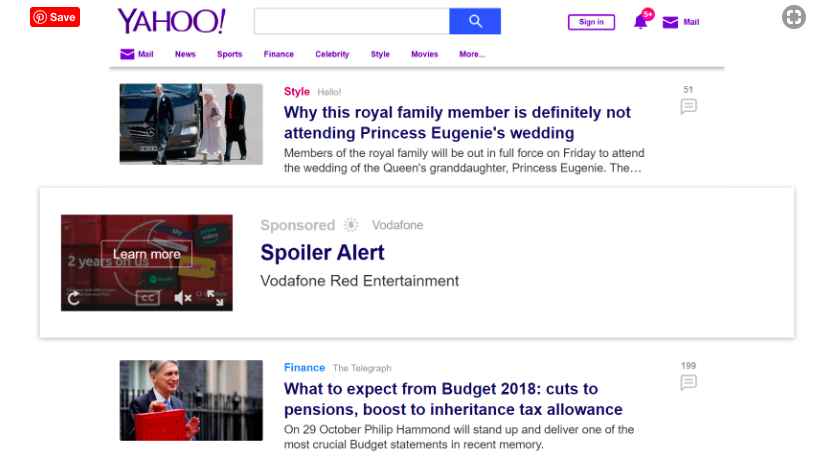 Save
YAHOO!
Sign in
5+
Mail
Mail News Sports Finance Celebrity Style Movies More...
Style Hello!
51
Why this royal family member is definitely not
attending Princess Eugenie's wedding
Members of the royal family will be out in full force on Friday to attend
the wedding of the Queen's granddaughter, Princess Eugenie. The...
Sponsored Vodafone
Spoiler Alert
Vodafone Red Entertainment
sky
prime video
Learn more
2 years on us
CC
Finance The Telegraph
199
What to expect from Budget 2018: cuts to
pensions, boost to inheritance tax allowance
On 29 October Philip Hammond will stand up and deliver one of the
most crucial Budget statements in recent memory.